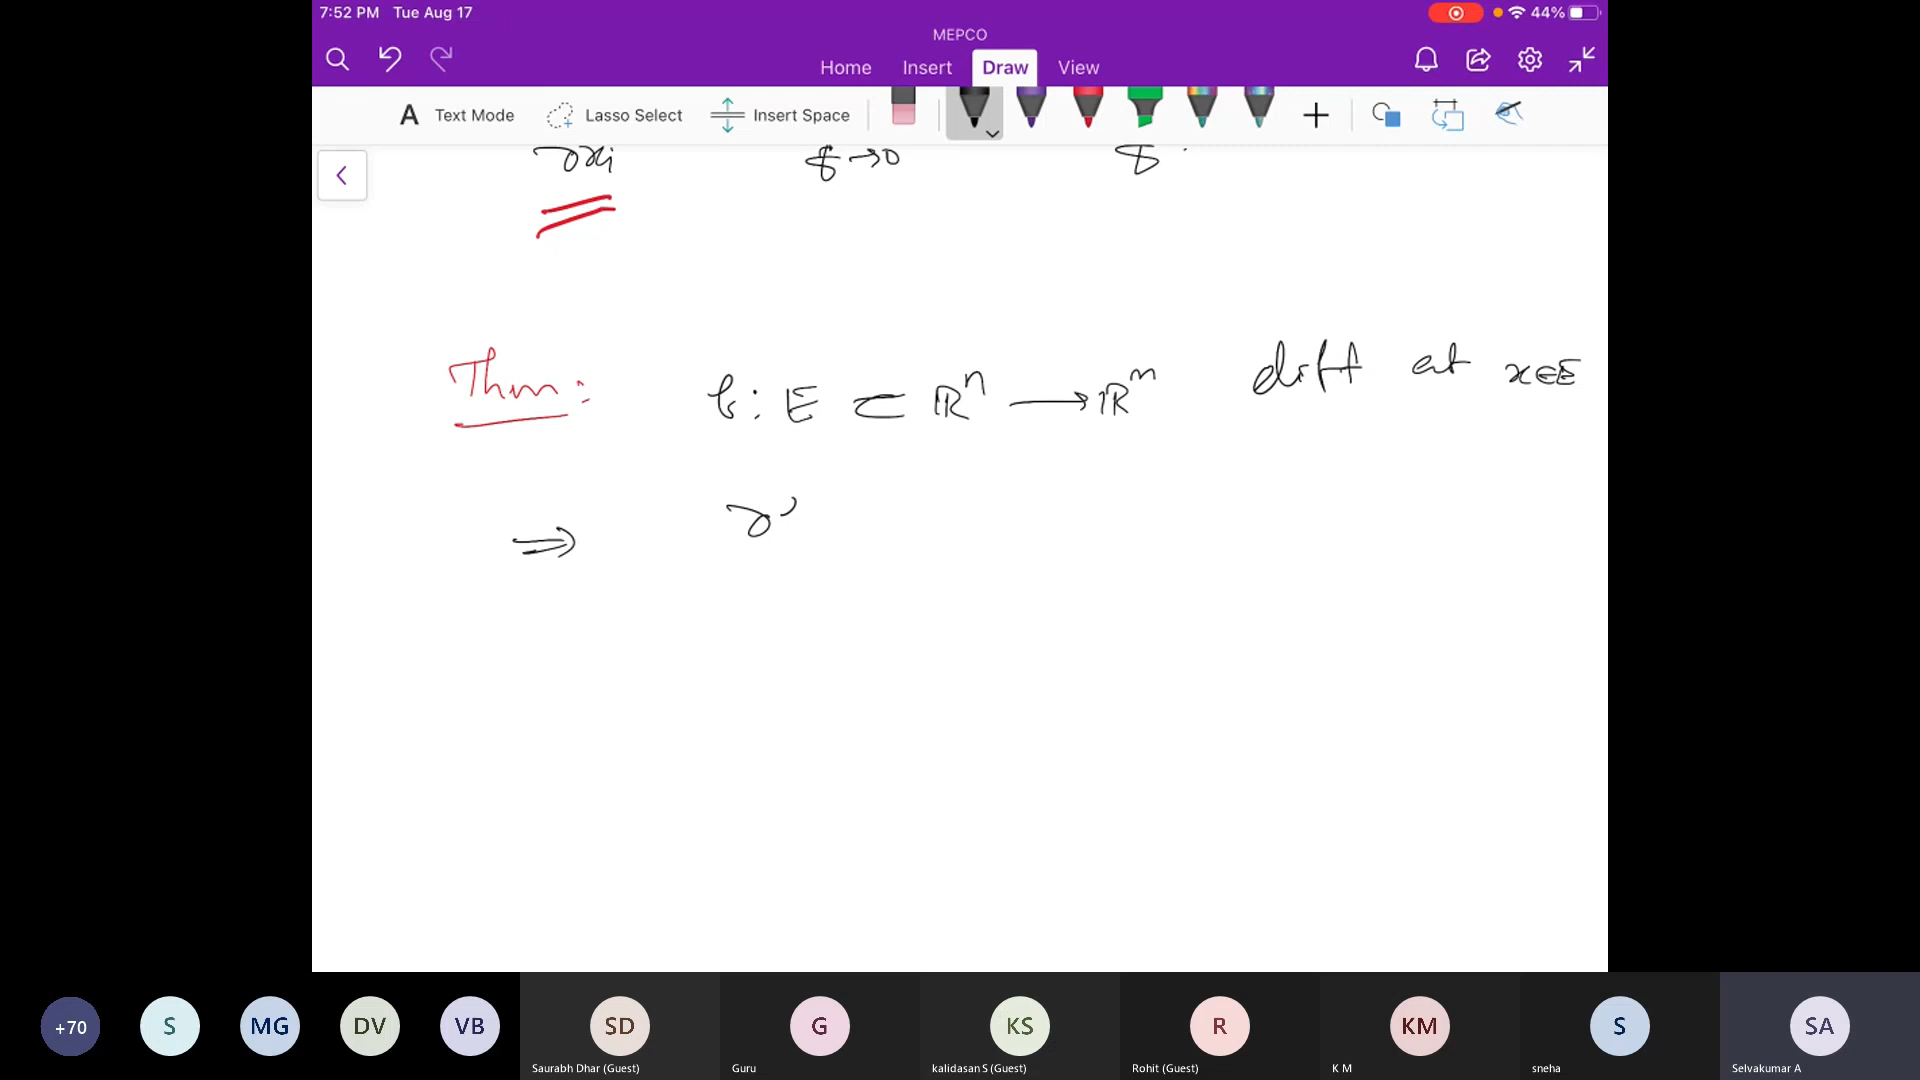 7:52 PM Tue Aug 17
44%
MEPCO
Home Insert Draw View
A Text Mode Lasso Select Insert Space
∂xi
→0
Thm: f: E ⊂ ℝⁿ → ℝᵐ diff at x∈E
⇒
+70 S MG DV VB SD G KS R KM S SA
Saurabh Dhar (Guest) Guru kalidasan S (Guest) Rohit (Guest) K M sneha Selvakumar A